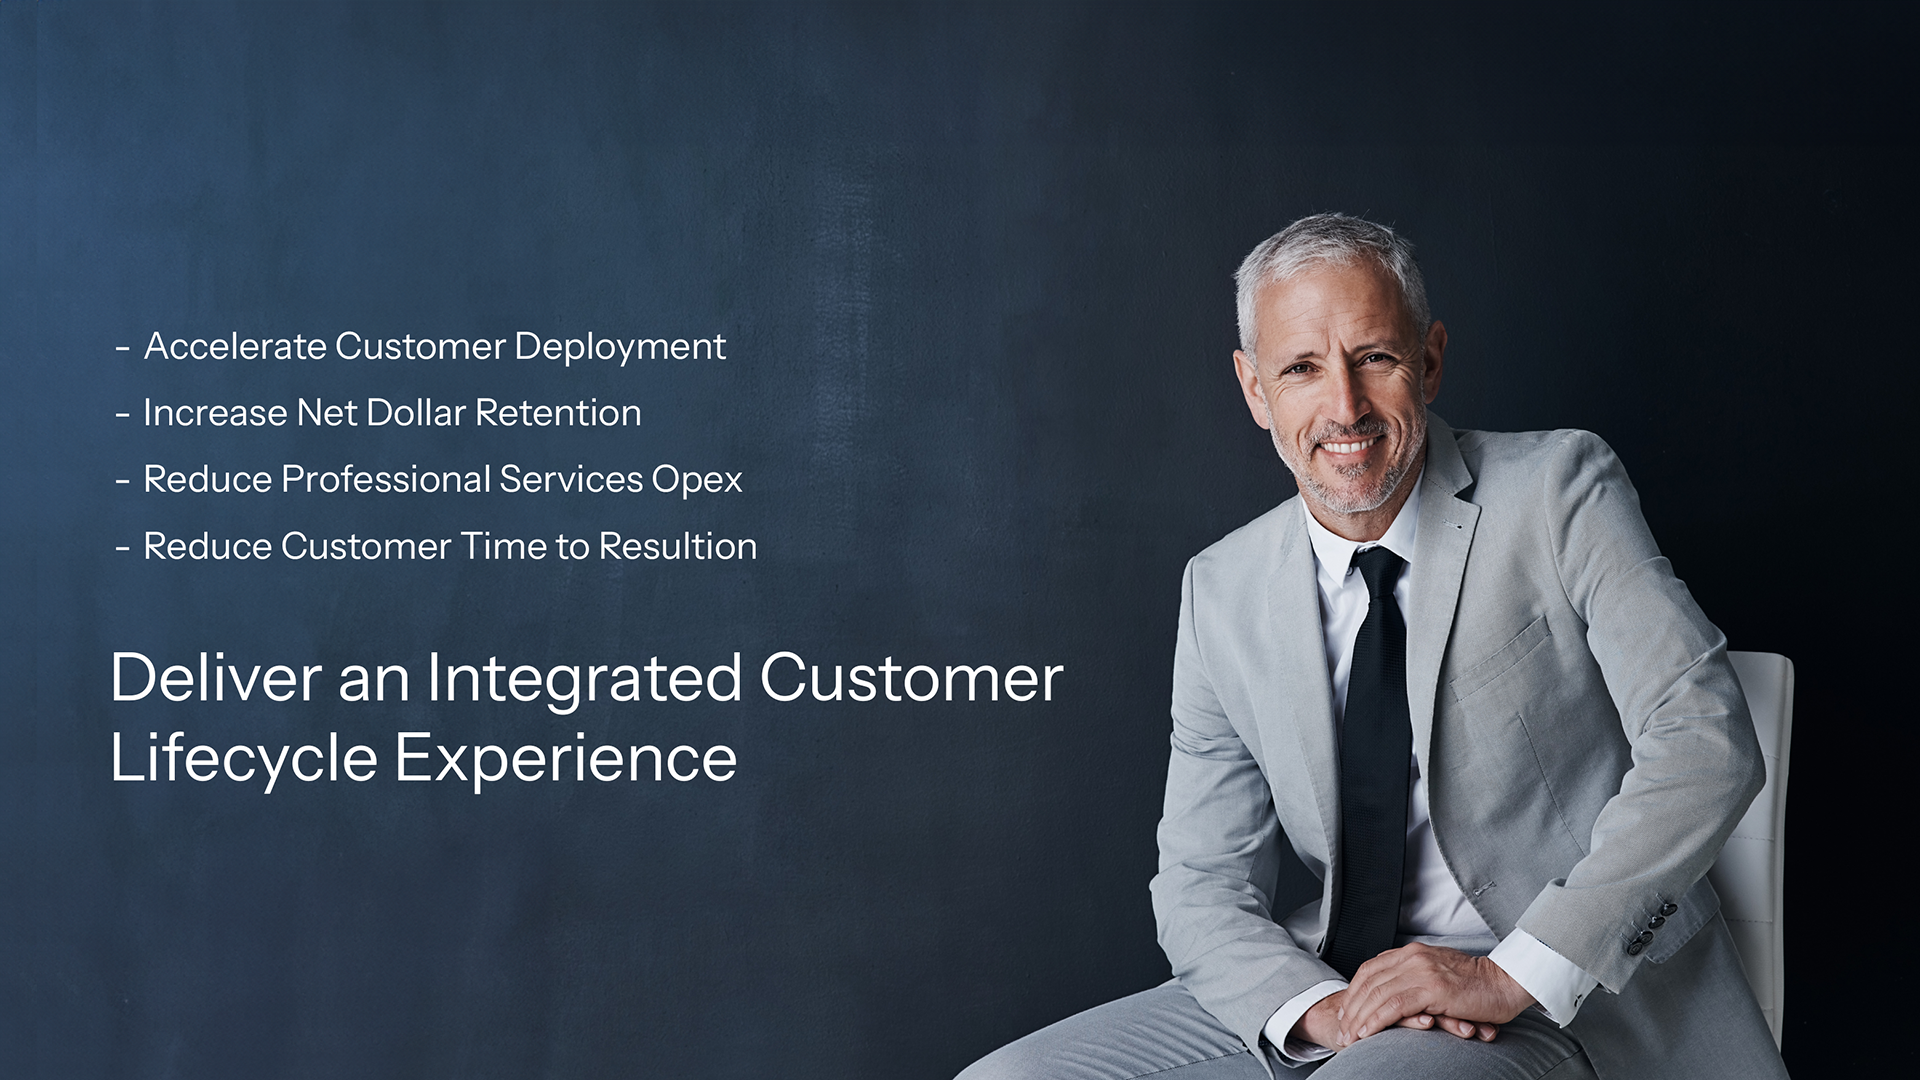 - Accelerate Customer Deployment
- Increase Net Dollar Retention
- Reduce Professional Services Opex
- Reduce Customer Time to Resultion
Deliver an Integrated Customer
Lifecycle Experience